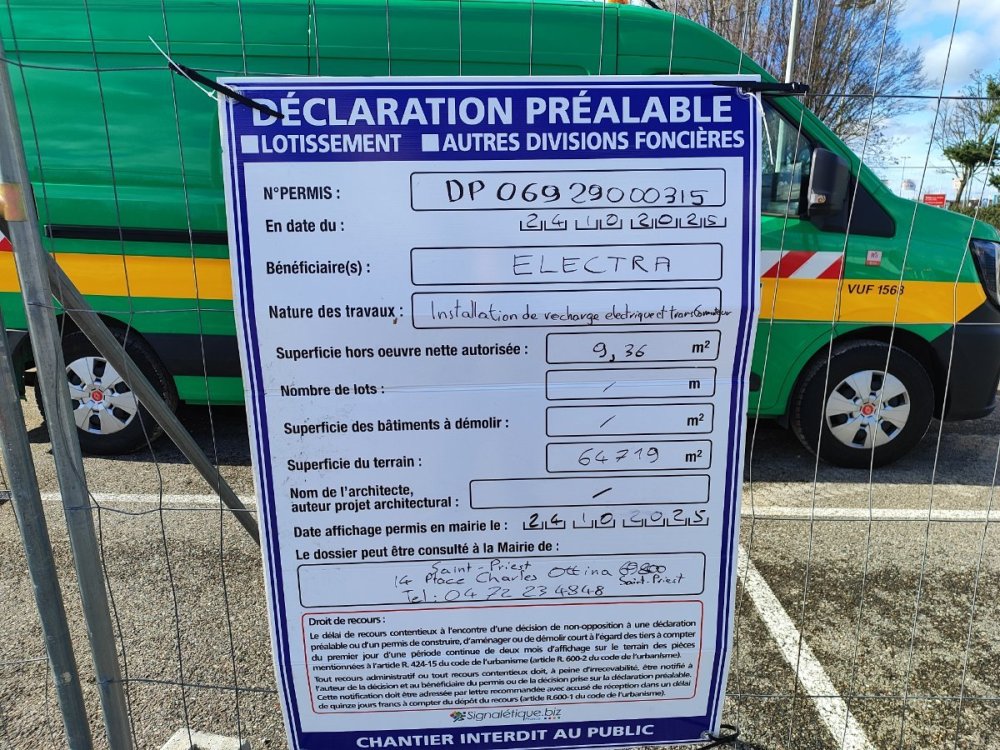 DÉCLARATION PRÉALABLE
LOTISSEMENT AUTRES DIVISIONS FONCIÈRES
N°PERMIS : DP 069 29000315
En date du : 24 10 2025
Bénéficiaire(s) : ELECTRA
Nature des travaux : Installation de recharge electrique et transformateur
Superficie hors oeuvre nette autorisée : 9,36 m²
Nombre de lots : / m
Superficie des bâtiments à démolir : / m²
Superficie du terrain : 64719 m²
Nom de l'architecte,
auteur projet architectural : /
Date affichage permis en mairie le : 24 10 2025
Le dossier peut être consulté à la Mairie de :
Saint-Priest
14 Place Charles Ottina 69800
Saint-Priest
Tel: 04 72 23 4848
Droit de recours :
Le délai de recours contentieux à l'encontre d'une décision de non-opposition à une déclaration
préalable ou d'un permis de construire, d'aménager ou de démolir court à l'égard des tiers à compter
du premier jour d'une période continue de deux mois d'affichage sur le terrain des pièces
mentionnées à l'article R. 424-15 du code de l'urbanisme (article R. 600-2 du code de l'urbanisme).
Tout recours administratif ou tout recours contentieux doit, à peine d'irrecevabilité, être notifié à
l'auteur de la décision et au bénéficiaire du permis ou de la décision prise sur la déclaration préalable.
Cette notification doit être adressée par lettre recommandée avec accusé de réception dans un délai
de quinze jours francs à compter du dépôt du recours (article R.600-1 du code de l'urbanisme).
Signalétique.biz
CHANTIER INTERDIT AU PUBLIC
VUF 1563